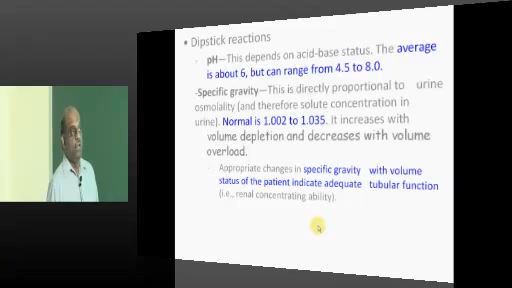 • Dipstick reactions
- pH—This depends on acid-base status. The average
is about 6, but can range from 4.5 to 8.0.
-Specific gravity—This is directly proportional to urine
osmolality (and therefore solute concentration in
urine). Normal is 1.002 to 1.035. It increases with
volume depletion and decreases with volume
overload.
Appropriate changes in specific gravity with volume
status of the patient indicate adequate tubular function
(i.e., renal concentrating ability).